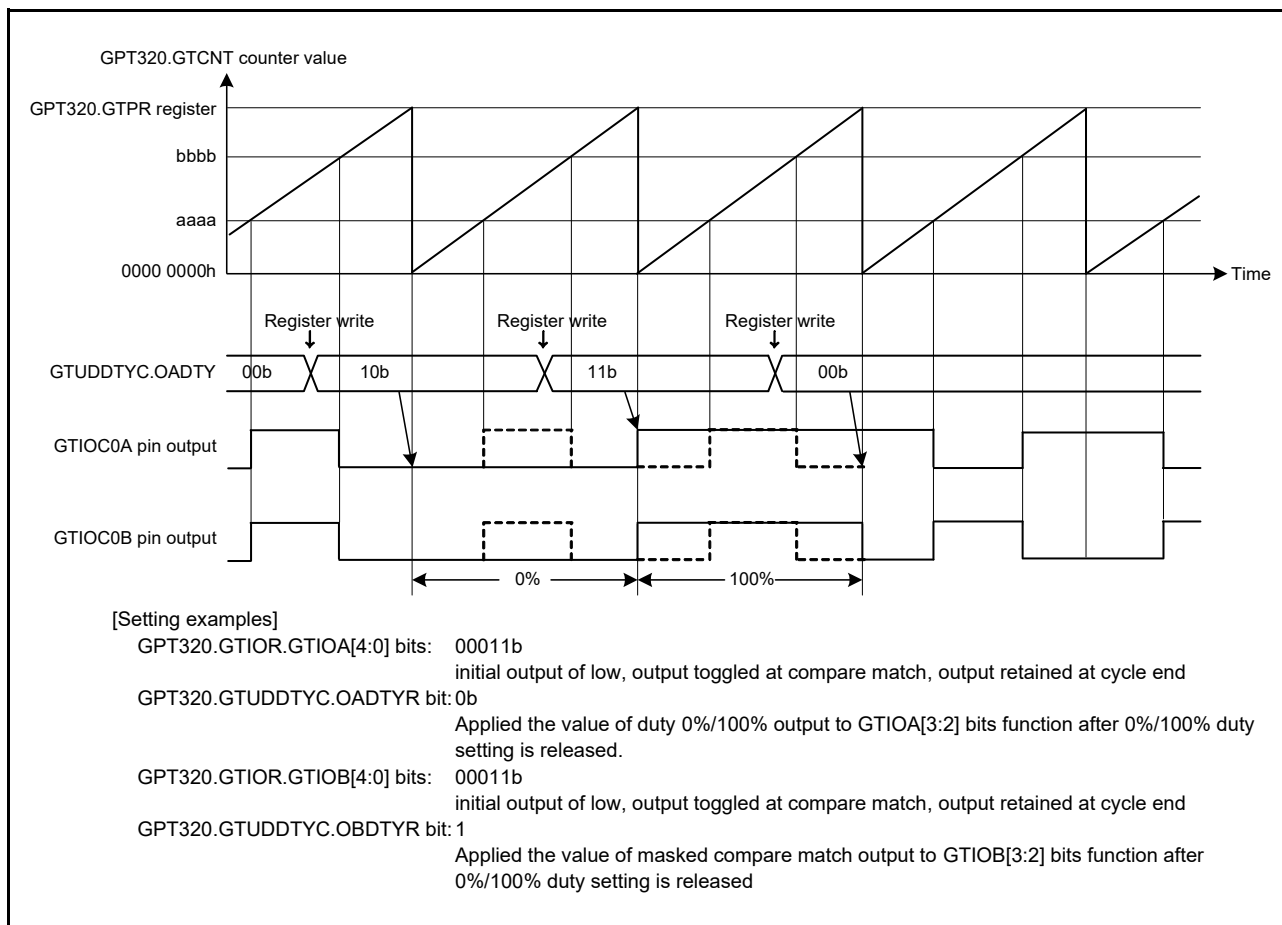 GPT320.GTCNT counter value
GPT320.GTPR register
bbbb
aaaa
0000 0000h
Time
Register write Register write Register write
GTUDDTYC.OADTY 00b 10b 11b 00b
GTIOC0A pin output
GTIOC0B pin output
0% 100%
[Setting examples]
GPT320.GTIOR.GTIOA[4:0] bits: 00011b
initial output of low, output toggled at compare match, output retained at cycle end
GPT320.GTUDDTYC.OADTYR bit: 0b
Applied the value of duty 0%/100% output to GTIOA[3:2] bits function after 0%/100% duty
setting is released.
GPT320.GTIOR.GTIOB[4:0] bits: 00011b
initial output of low, output toggled at compare match, output retained at cycle end
GPT320.GTUDDTYC.OBDTYR bit: 1
Applied the value of masked compare match output to GTIOB[3:2] bits function after
0%/100% duty setting is released